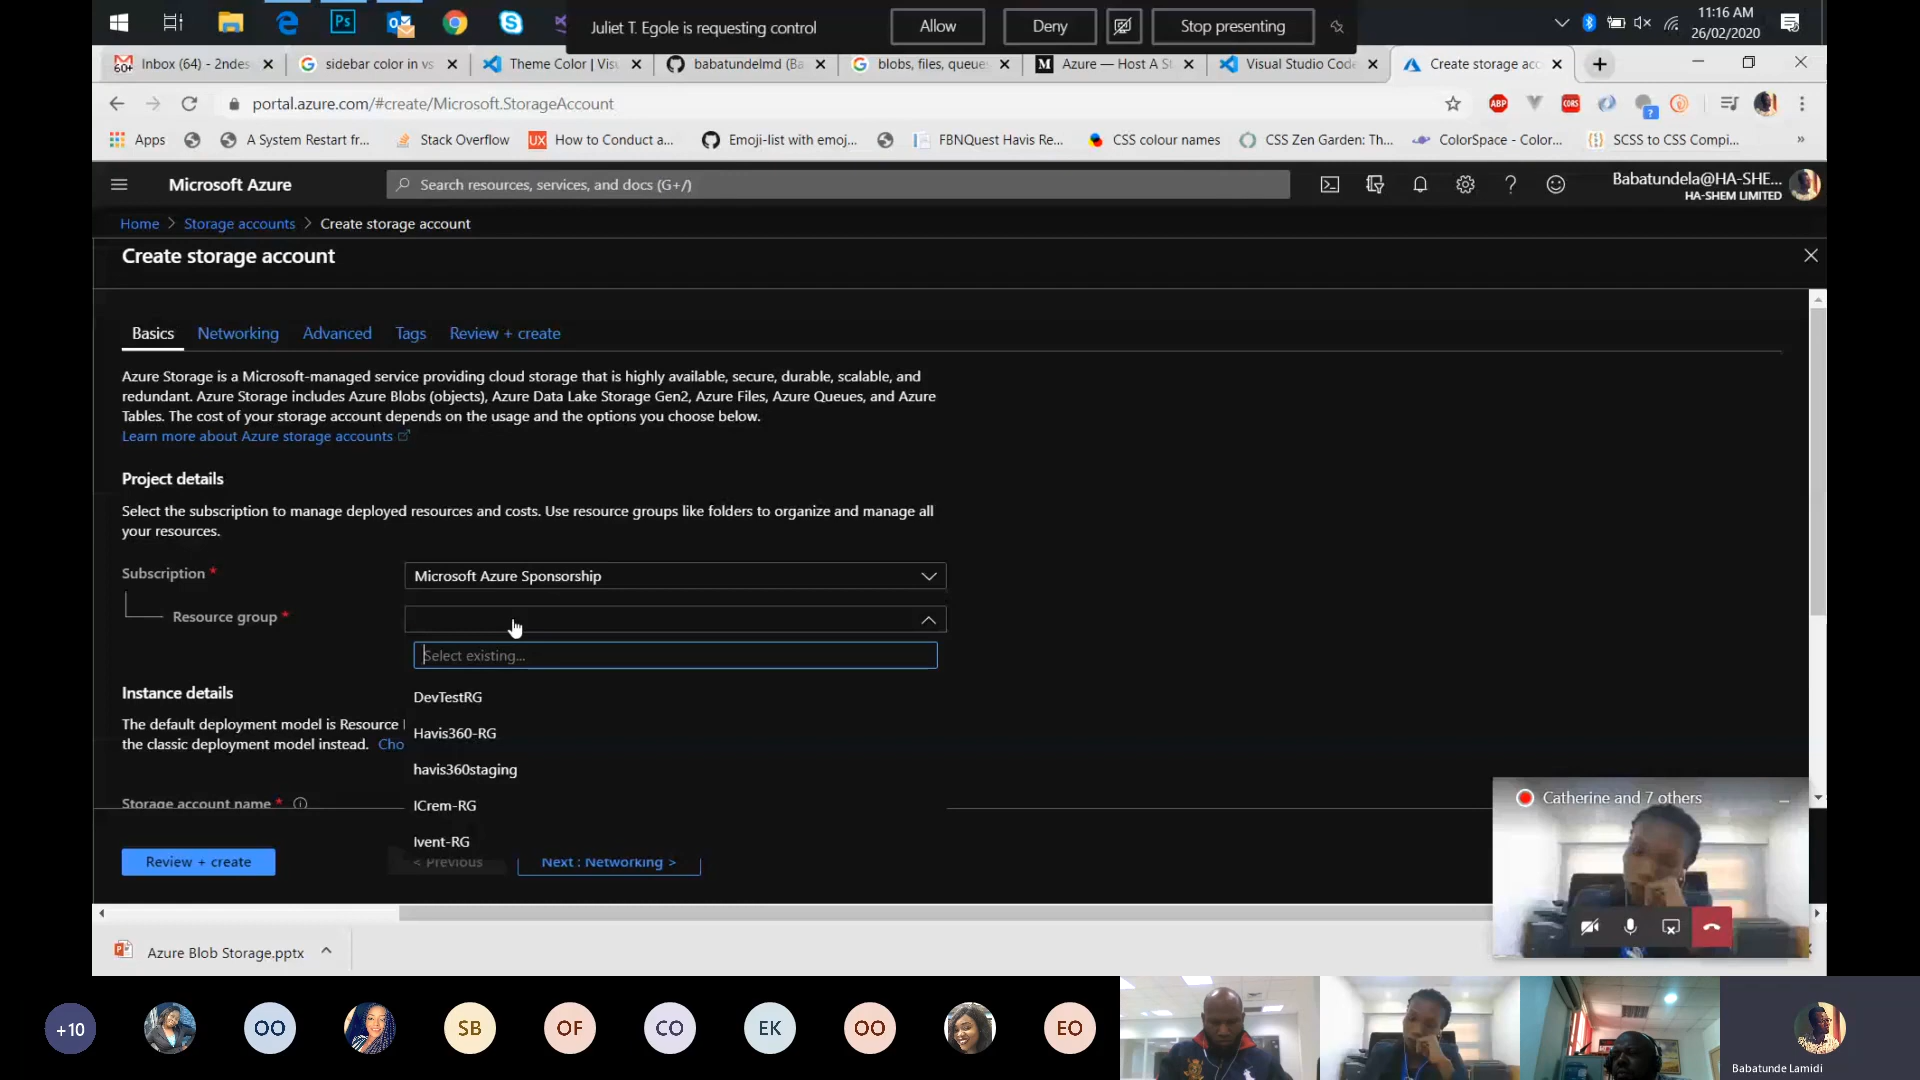 Juliet T. Egole is requesting control
Allow
Deny
Stop presenting
11:16 AM
26/02/2020
Ps
60+
Inbox (64) - 2ndes
sidebar color in vs
Theme Color | Visu
babatundelmd (Ba
blobs, files, queue
M
Azure — Host A St
Visual Studio Code
Create storage acc
portal.azure.com/#create/Microsoft.StorageAccount
ABP
CORS
?
Apps
A System Restart fr...
Stack Overflow
UX
How to Conduct a...
Emoji-list with emoj...
FBNQuest Havis Re...
CSS colour names
CSS Zen Garden: Th...
ColorSpace - Color...
SCSS to CSS Compi...
»
Microsoft Azure
Search resources, services, and docs (G+/)
?
Babatundela@HA-SHE...
HA-SHEM LIMITED
Home > Storage accounts > Create storage account
Create storage account
Basics
Networking
Advanced
Tags
Review + create
Azure Storage is a Microsoft-managed service providing cloud storage that is highly available, secure, durable, scalable, and
redundant. Azure Storage includes Azure Blobs (objects), Azure Data Lake Storage Gen2, Azure Files, Azure Queues, and Azure
Tables. The cost of your storage account depends on the usage and the options you choose below.
Learn more about Azure storage accounts
Project details
Select the subscription to manage deployed resources and costs. Use resource groups like folders to organize and manage all
your resources.
Subscription *
Microsoft Azure Sponsorship
Resource group *
Select existing...
DevTestRG
Havis360-RG
havis360staging
ICrem-RG
Ivent-RG
Instance details
The default deployment model is Resource
the classic deployment model instead. Cho
Storage account name *
Review + create
< Previous
Next : Networking >
Catherine and 7 others
Azure Blob Storage.pptx
+10
OO
SB
OF
CO
EK
OO
EO
Babatunde Lamidi